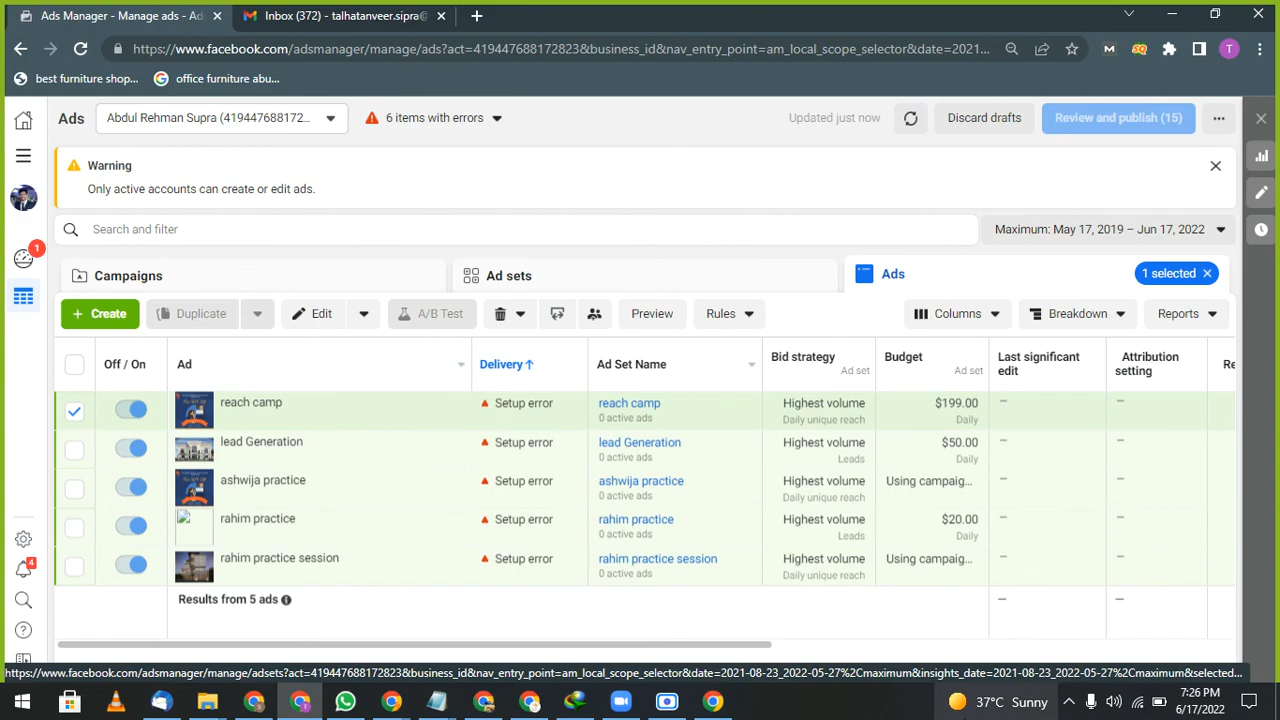 Ads Manager - Manage ads - Ads
Inbox (372) - talhatanveer.sipra@
https://www.facebook.com/adsmanager/manage/ads?act=419447688172823&business_id&nav_entry_point=am_local_scope_selector&date=2021...
T
best furniture shop...
office furniture abu...
Ads
Abdul Rehman Supra (419447688172...
6 items with errors
Updated just now
Discard drafts
Review and publish (15)
Warning
Only active accounts can create or edit ads.
Search and filter
Maximum: May 17, 2019 – Jun 17, 2022
1
Campaigns
Ad sets
Ads
1 selected
+ Create
Duplicate
Edit
A/B Test
Preview
Rules
Columns
Breakdown
Reports
Off / On
Ad
Delivery ↑
Ad Set Name
Bid strategy
Ad set
Budget
Ad set
Last significant edit
Attribution setting
Re
reach camp
Setup error
reach camp
0 active ads
Highest volume
Daily unique reach
$199.00
Daily
—
—
lead Generation
Setup error
lead Generation
0 active ads
Highest volume
Leads
$50.00
Daily
—
—
ashwija practice
Setup error
ashwija practice
0 active ads
Highest volume
Daily unique reach
Using campaig...
—
—
rahim practice
Setup error
rahim practice
0 active ads
Highest volume
Leads
$20.00
Daily
—
—
rahim practice session
Setup error
rahim practice session
0 active ads
Highest volume
Daily unique reach
Using campaig...
—
—
Results from 5 ads
—
—
4
https://www.facebook.com/adsmanager/manage/adsets?act=419447688172823&business_id&nav_entry_point=am_local_scope_selector&date=2021-08-23_2022-05-27%2Cmaximum&insights_date=2021-08-23_2022-05-27%2Cmaximum&selected...
37°C Sunny
7:26 PM
6/17/2022